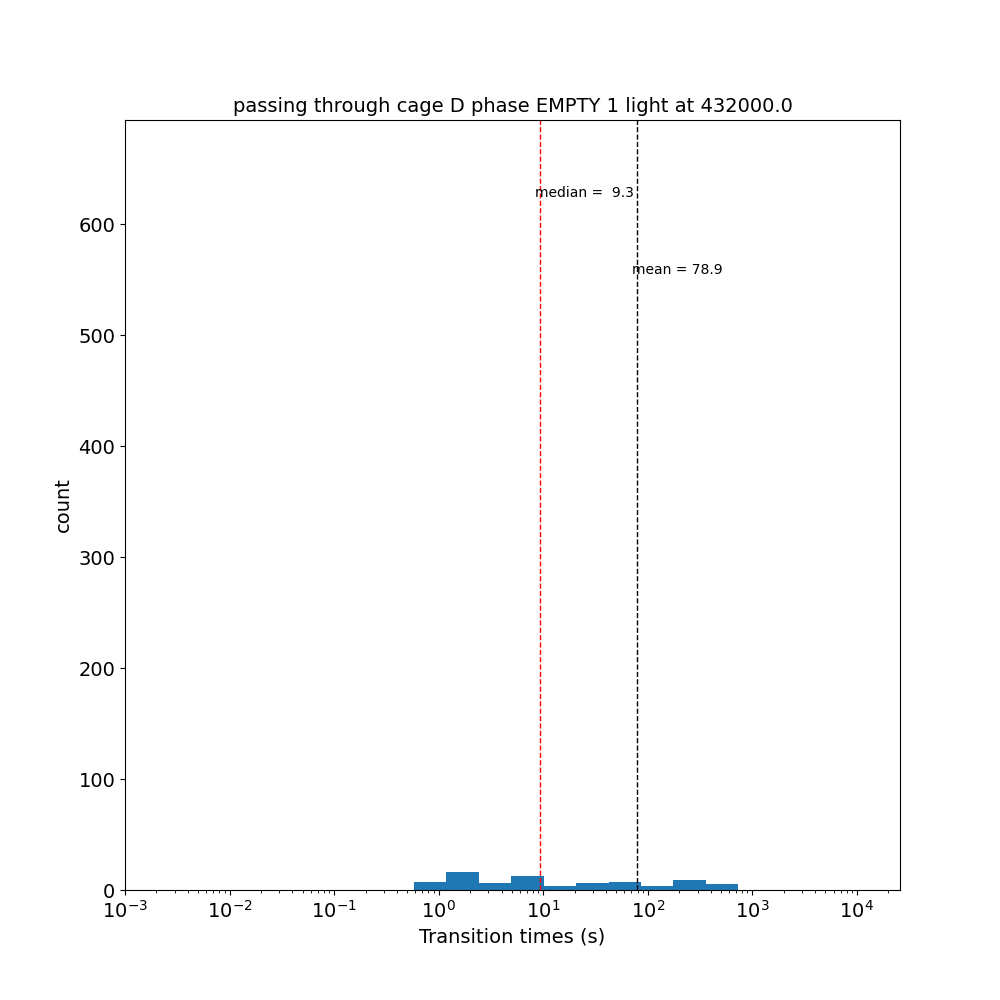 passing through cage D phase EMPTY 1 light at 432000.0
median =  9.3
mean = 78.9
600
500
400
300
200
100
0
count
10⁻³ 10⁻² 10⁻¹ 10⁰ 10¹ 10² 10³ 10⁴
Transition times (s)